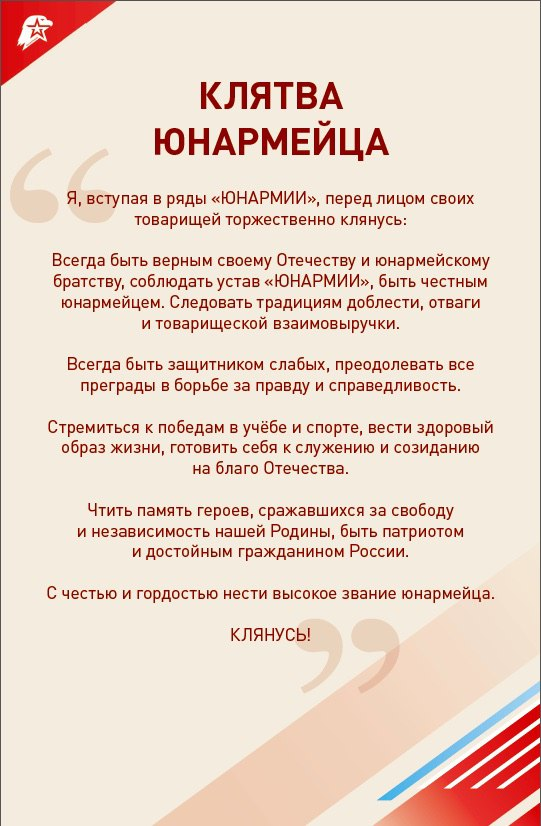 КЛЯТВА
ЮНАРМЕЙЦА
Я, вступая в ряды «ЮНАРМИИ», перед лицом своих
товарищей торжественно клянусь:
Всегда быть верным своему Отечеству и юнармейскому
братству, соблюдать устав «ЮНАРМИИ», быть честным
юнармейцем. Следовать традициям доблести, отваги
и товарищеской взаимовыручки.
Всегда быть защитником слабых, преодолевать все
преграды в борьбе за правду и справедливость.
Стремиться к победам в учёбе и спорте, вести здоровый
образ жизни, готовить себя к служению и созиданию
на благо Отечества.
Чтить память героев, сражавшихся за свободу
и независимость нашей Родины, быть патриотом
и достойным гражданином России.
С честью и гордостью нести высокое звание юнармейца.
КЛЯНУСЬ!